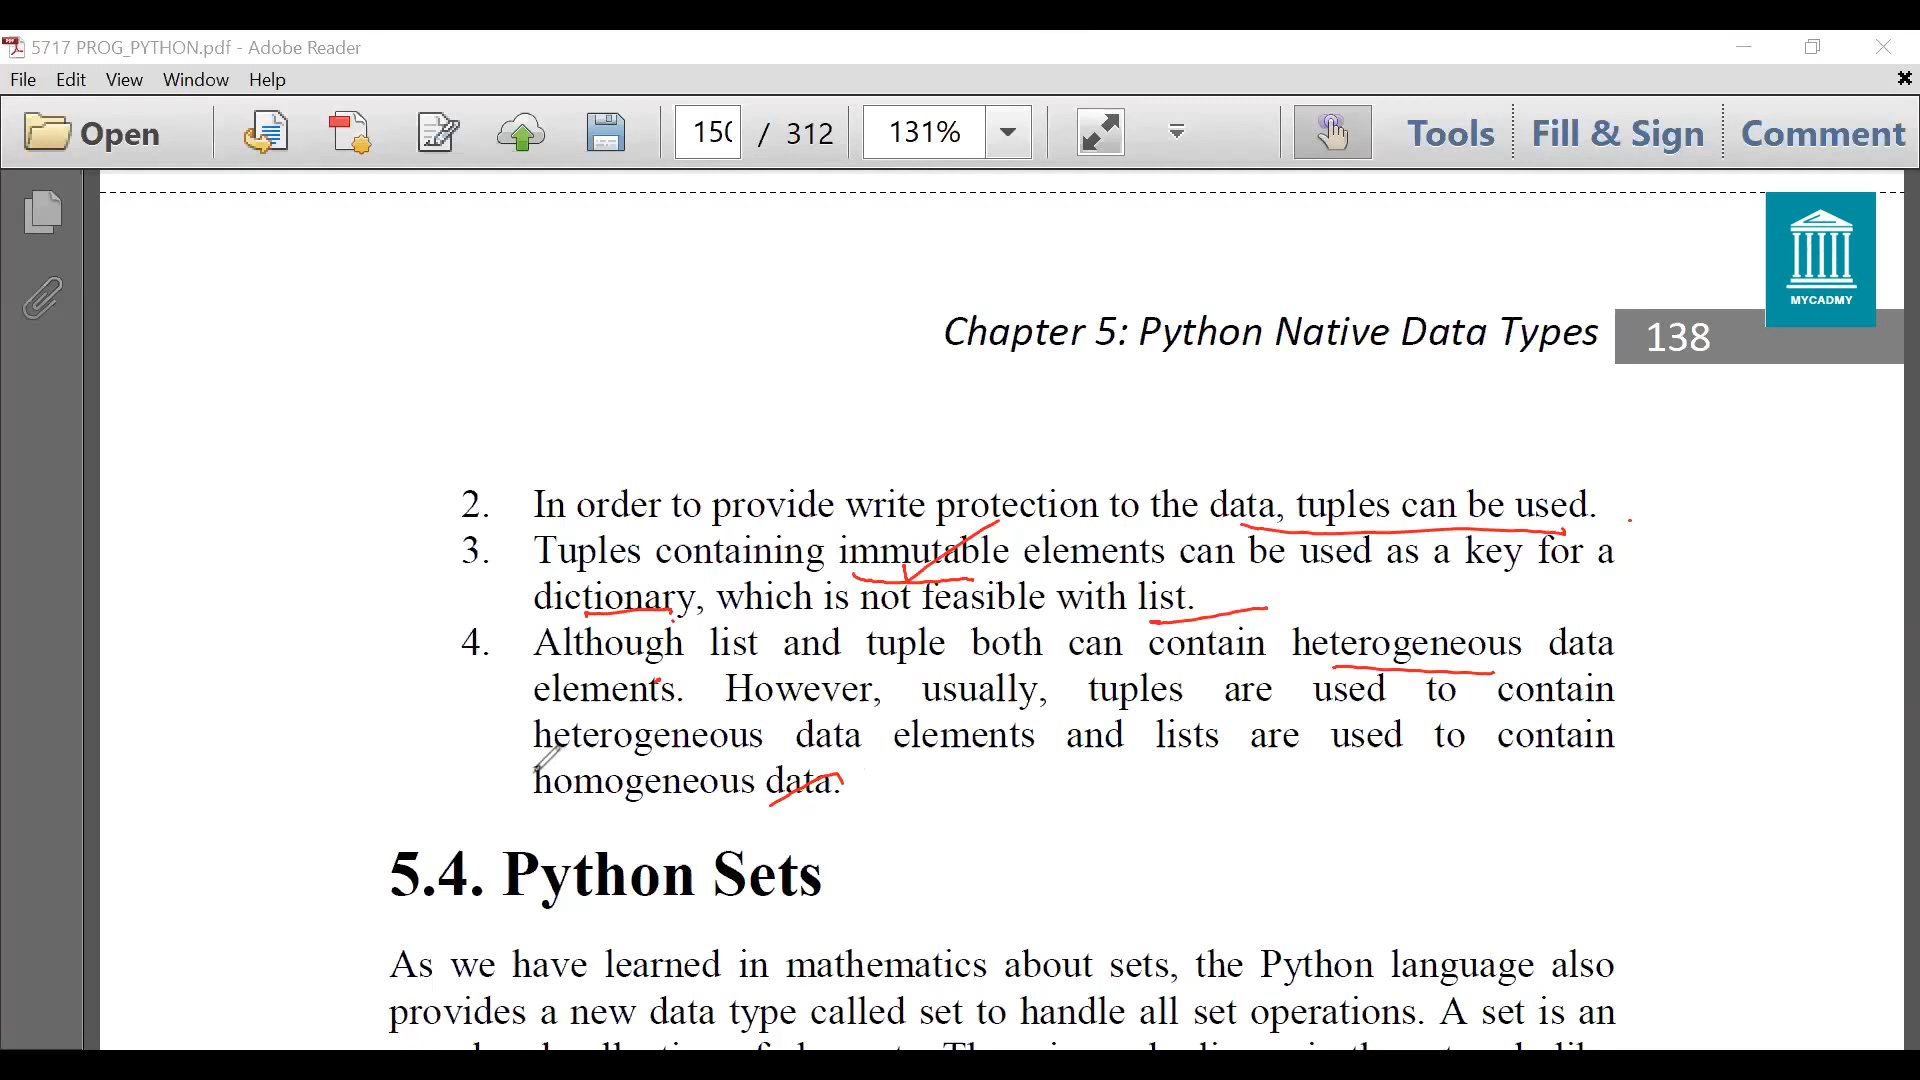 5717 PROG_PYTHON.pdf - Adobe Reader
File Edit View Window Help
Open 150 / 312 131% Tools Fill & Sign Comment
MYCADMY
Chapter 5: Python Native Data Types 138
2. In order to provide write protection to the data, tuples can be used.
3. Tuples containing immutable elements can be used as a key for a
dictionary, which is not feasible with list.
4. Although list and tuple both can contain heterogeneous data
elements. However, usually, tuples are used to contain
heterogeneous data elements and lists are used to contain
homogeneous data.
5.4. Python Sets
As we have learned in mathematics about sets, the Python language also
provides a new data type called set to handle all set operations. A set is an